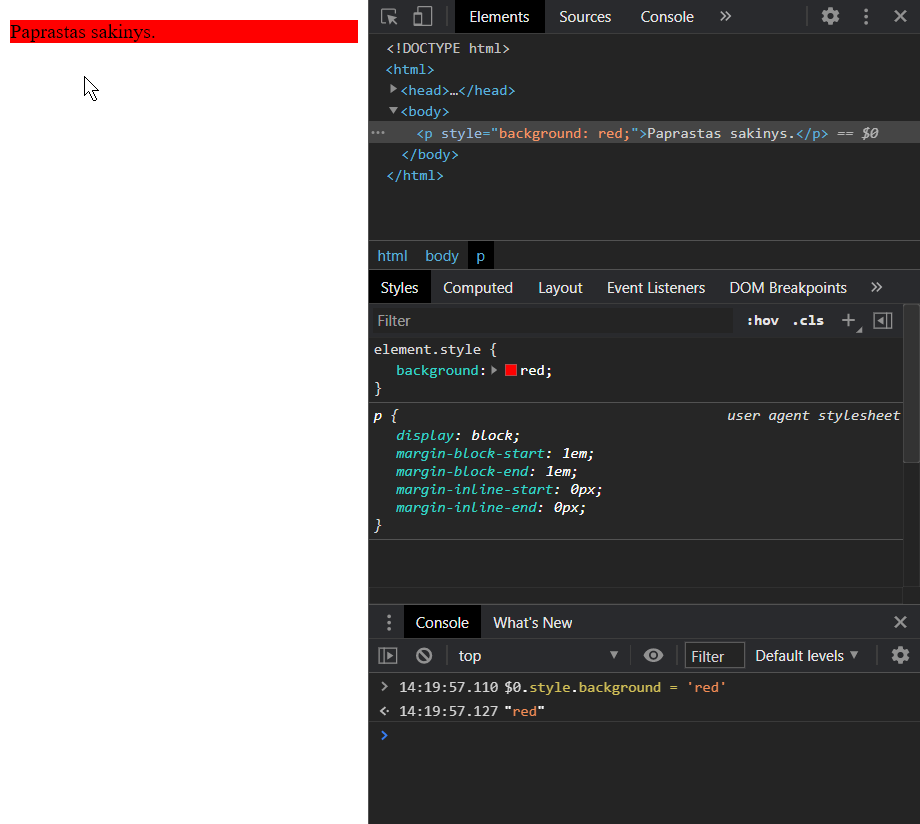 Paprastas sakinys.
Elements Sources Console »
<!DOCTYPE html>
<html>
<head>…</head>
<body>
<p style="background: red;">Paprastas sakinys.</p> == $0
</body>
</html>
html body p
Styles Computed Layout Event Listeners DOM Breakpoints »
Filter :hov .cls +
element.style {
background: red;
}
p { user agent stylesheet
display: block;
margin-block-start: 1em;
margin-block-end: 1em;
margin-inline-start: 0px;
margin-inline-end: 0px;
}
Console What's New
top Filter Default levels
> 14:19:57.110 $0.style.background = 'red'
14:19:57.127 "red"
>